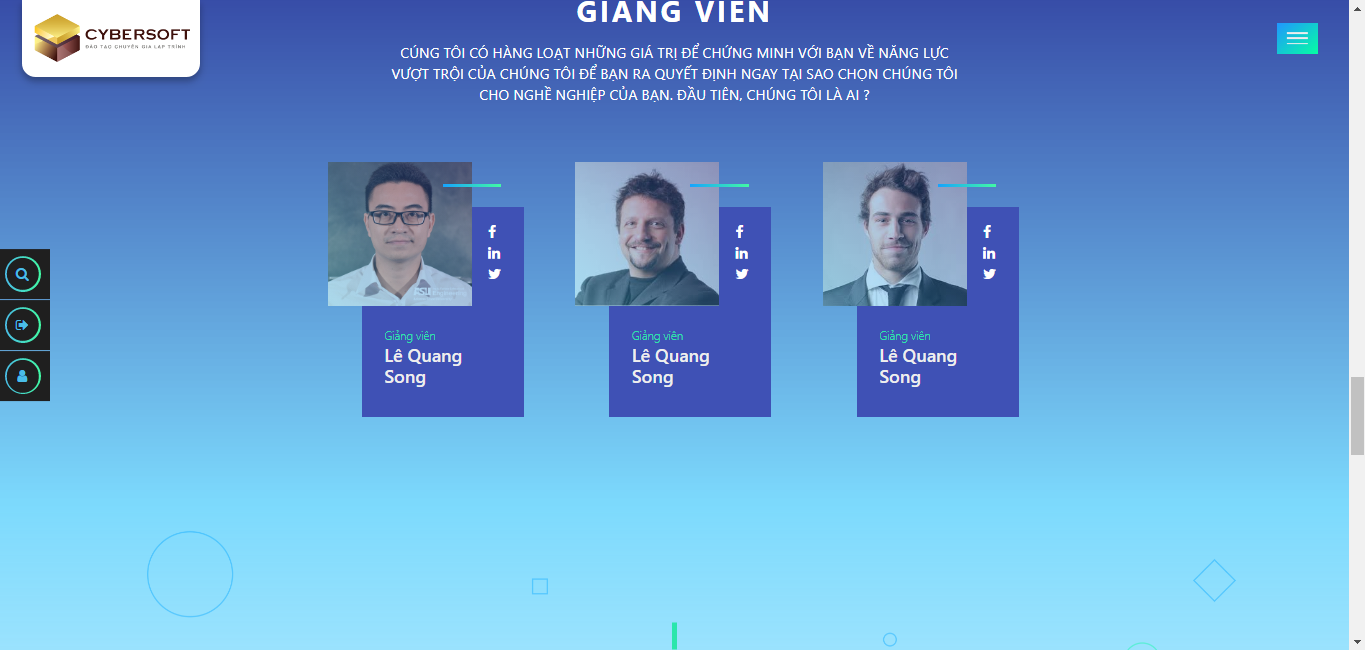 CYBERSOFT
ĐÀO TẠO CHUYÊN GIA LẬP TRÌNH
GIẢNG VIÊN
CÚNG TÔI CÓ HÀNG LOẠT NHỮNG GIÁ TRỊ ĐỂ CHỨNG MINH VỚI BẠN VỀ NĂNG LỰC
VƯỢT TRỘI CỦA CHÚNG TÔI ĐỂ BẠN RA QUYẾT ĐỊNH NGAY TẠI SAO CHỌN CHÚNG TÔI
CHO NGHỀ NGHIỆP CỦA BẠN. ĐẦU TIÊN, CHÚNG TÔI LÀ AI ?
Giảng viên
Lê Quang
Song
Giảng viên
Lê Quang
Song
Giảng viên
Lê Quang
Song